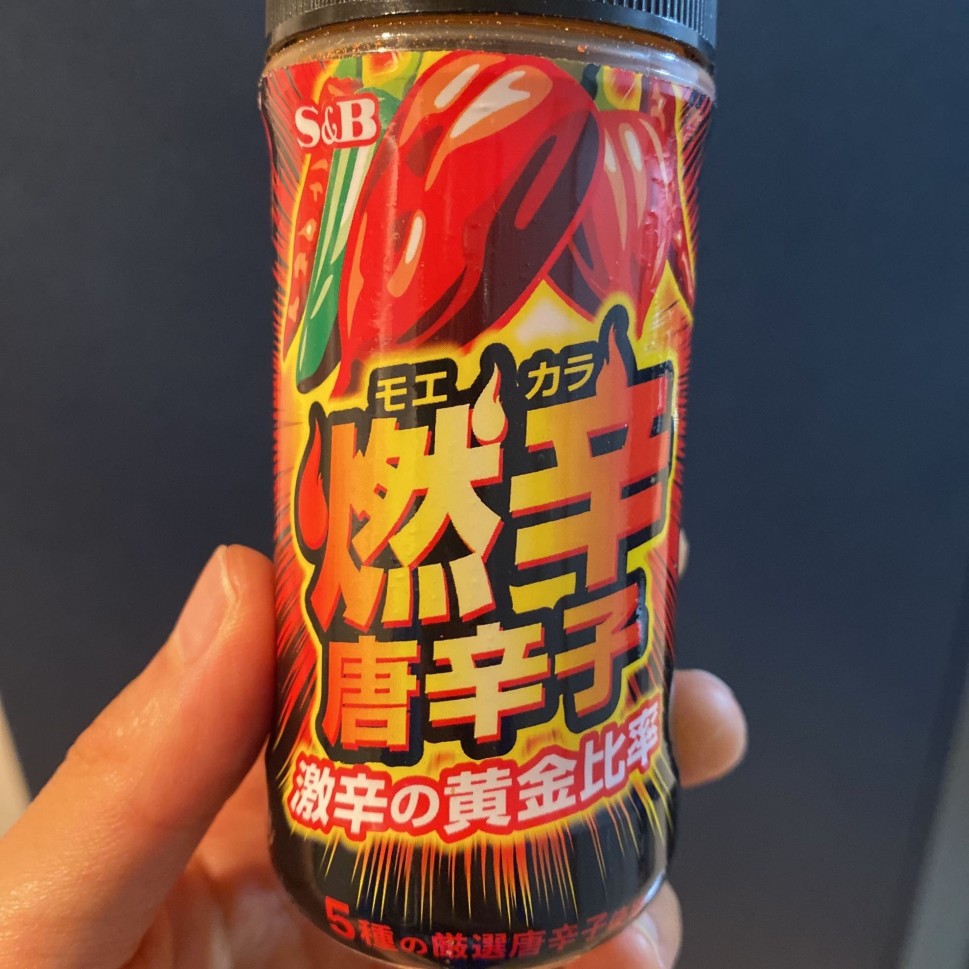 S&B
モエ カラ
燃辛
唐辛子
激辛の黄金比率
5種の厳選唐辛子